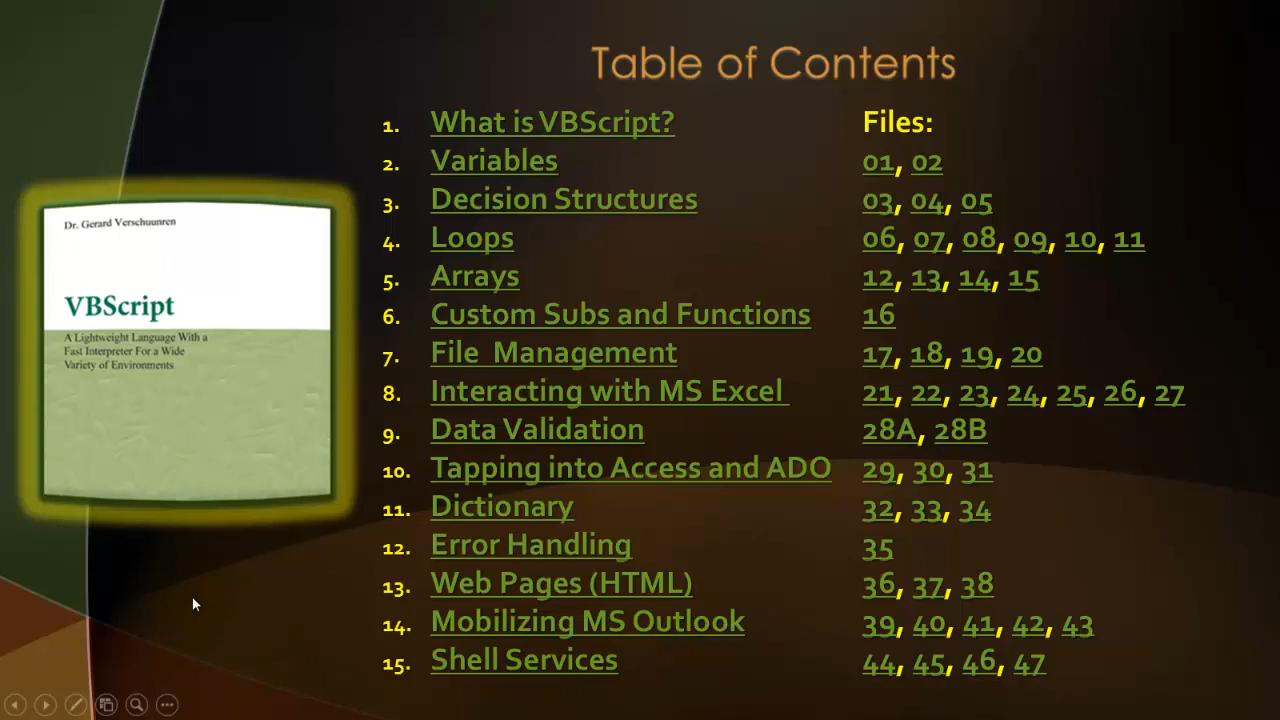 Table of Contents
Dr. Gerard Verschuunren
VBScript
A Lightweight Language With a
Fast Interpreter For a Wide
Variety of Environments
1. What is VBScript? Files:
2. Variables 01, 02
3. Decision Structures 03, 04, 05
4. Loops 06, 07, 08, 09, 10, 11
5. Arrays 12, 13, 14, 15
6. Custom Subs and Functions 16
7. File Management 17, 18, 19, 20
8. Interacting with MS Excel 21, 22, 23, 24, 25, 26, 27
9. Data Validation 28A, 28B
10. Tapping into Access and ADO 29, 30, 31
11. Dictionary 32, 33, 34
12. Error Handling 35
13. Web Pages (HTML) 36, 37, 38
14. Mobilizing MS Outlook 39, 40, 41, 42, 43
15. Shell Services 44, 45, 46, 47